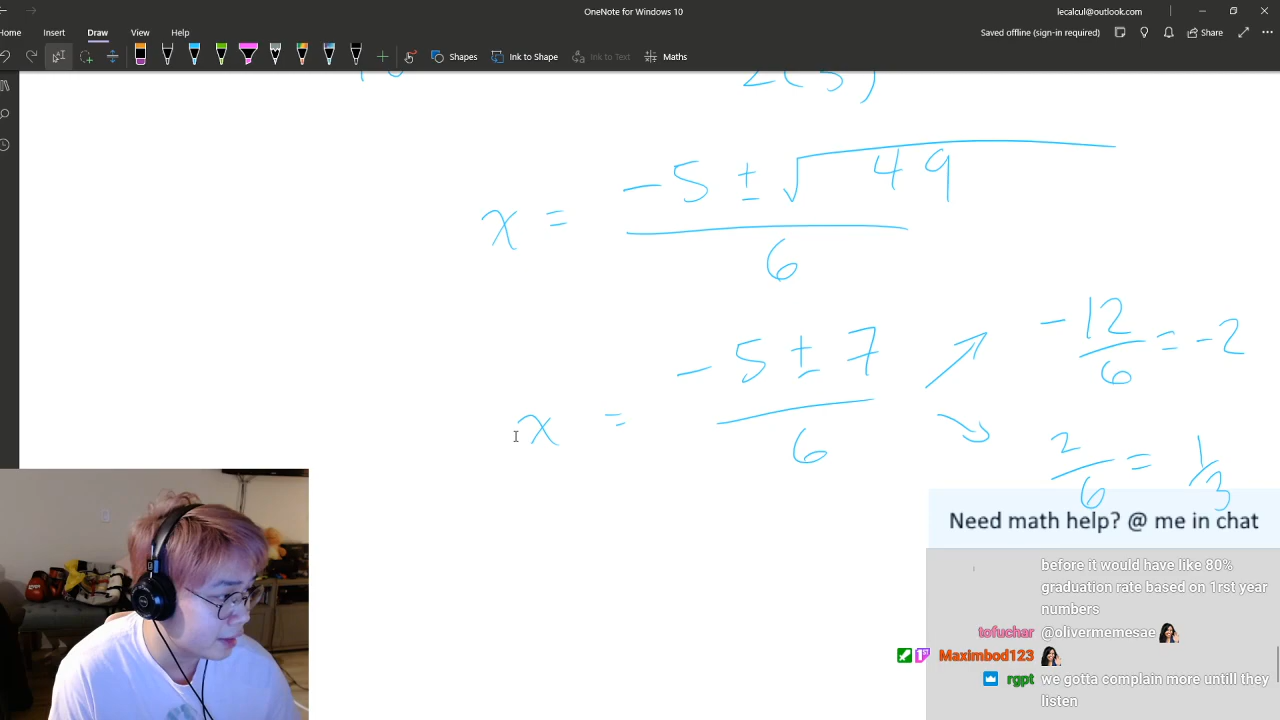 OneNote for Windows 10
lecalcul@outlook.com
Home Insert Draw View Help
Saved offline (sign-in required)
Share
Shapes
Ink to Shape
Ink to Text
Maths
2(3)
x = -5 ± √49
6
x = -5 ± 7
6
-12/6 = -2
2/6 = 1/3
Need math help? @ me in chat
before it would have like 80%
graduation rate based on 1rst year
numbers
tofuchar @olivermemesae
Maximbod123
rgpt we gotta complain more untill they
listen